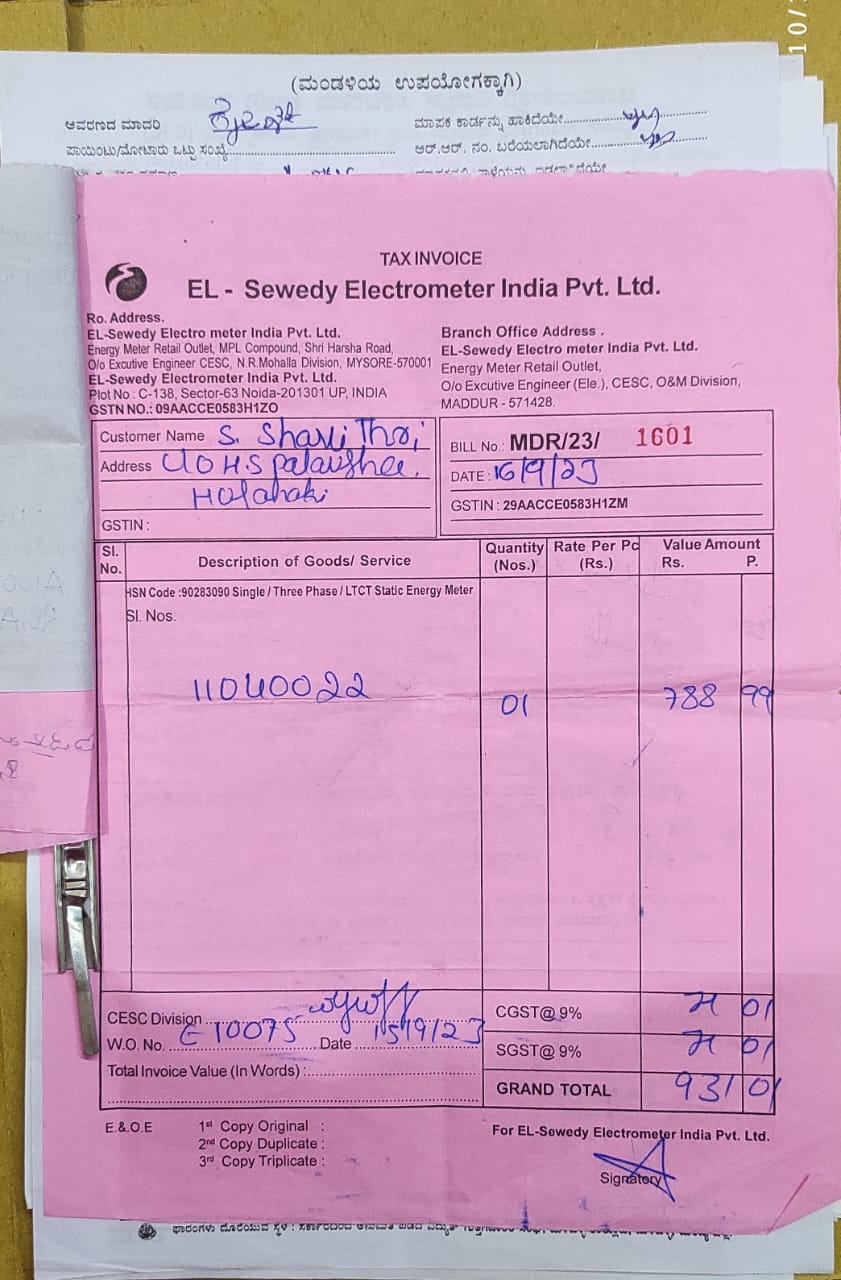 10/
(ಮಂಡಳಿಯ ಉಪಯೋಗಕ್ಕಾಗಿ)
ಆವರಣದ ಮಾದರಿ
ಮಾಪಕ ಕಾರ್ಡನ್ನು ಹಾಕಿದೆಯೇ
ಪಾಯಿಂಟು/ಮೋಟಾರು ಒಟ್ಟು ಸಂಖ್ಯೆ
ಆರ್.ಆರ್. ನಂ. ಬರೆಯಲಾಗಿದೆಯೇ
TAX INVOICE
EL - Sewedy Electrometer India Pvt. Ltd.
Ro. Address.
EL-Sewedy Electro meter India Pvt. Ltd.
Energy Meter Retail Outlet, MPL Compound, Shri Harsha Road,
O/o Excutive Engineer CESC, N.R.Mohalla Division, MYSORE-570001
EL-Sewedy Electrometer India Pvt. Ltd.
Plot No : C-138, Sector-63 Noida-201301 UP, INDIA
GSTN NO.: 09AACCE0583H1ZO
Branch Office Address .
EL-Sewedy Electro meter India Pvt. Ltd.
Energy Meter Retail Outlet,
O/o Excutive Engineer (Ele.), CESC, O&M Division,
MADDUR - 571428.
Customer Name S.
Address
GSTIN :
BILL No.: MDR/23/ 1601
DATE : 16/9/23
GSTIN : 29AACCE0583H1ZM
Sl. No.
Description of Goods/ Service
Quantity (Nos.)
Rate Per Pc (Rs.)
Value Amount
Rs. P.
HSN Code :90283090 Single / Three Phase / LTCT Static Energy Meter
Sl. Nos.
11040022 01 788 99
CESC Division
W.O. No. E10075 Date 15/9/23
Total Invoice Value (In Words) :
CGST@ 9% 71 01
SGST@ 9% 71 01
GRAND TOTAL 931 01
E.& O.E
1st Copy Original :
2nd Copy Duplicate :
3rd Copy Triplicate :
For EL-Sewedy Electrometer India Pvt. Ltd.
Signatory